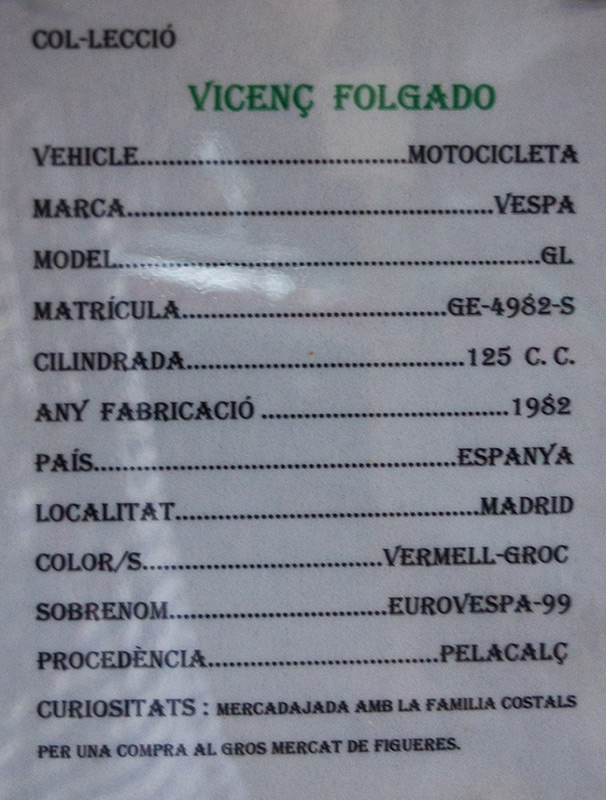 COL-LECCIÓ
VICENÇ FOLGADO
VEHICLE................................MOTOCICLETA
MARCA............................................VESPA
MODEL..................................................GL
MATRÍCULA...............................GE-4982-S
CILINDRADA.................................125 C.C.
ANY FABRICACIÓ..............................1982
PAÍS...........................................ESPANYA
LOCALITAT....................................MADRID
COLOR/S............................VERMELL-GROC
SOBRENOM..........................EUROVESPA-99
PROCEDÈNCIA............................PELACALÇ
CURIOSITATS : MERCADAJADA AMB LA FAMILIA COSTALS
PER UNA COMPRA AL GROS MERCAT DE FIGUERES.